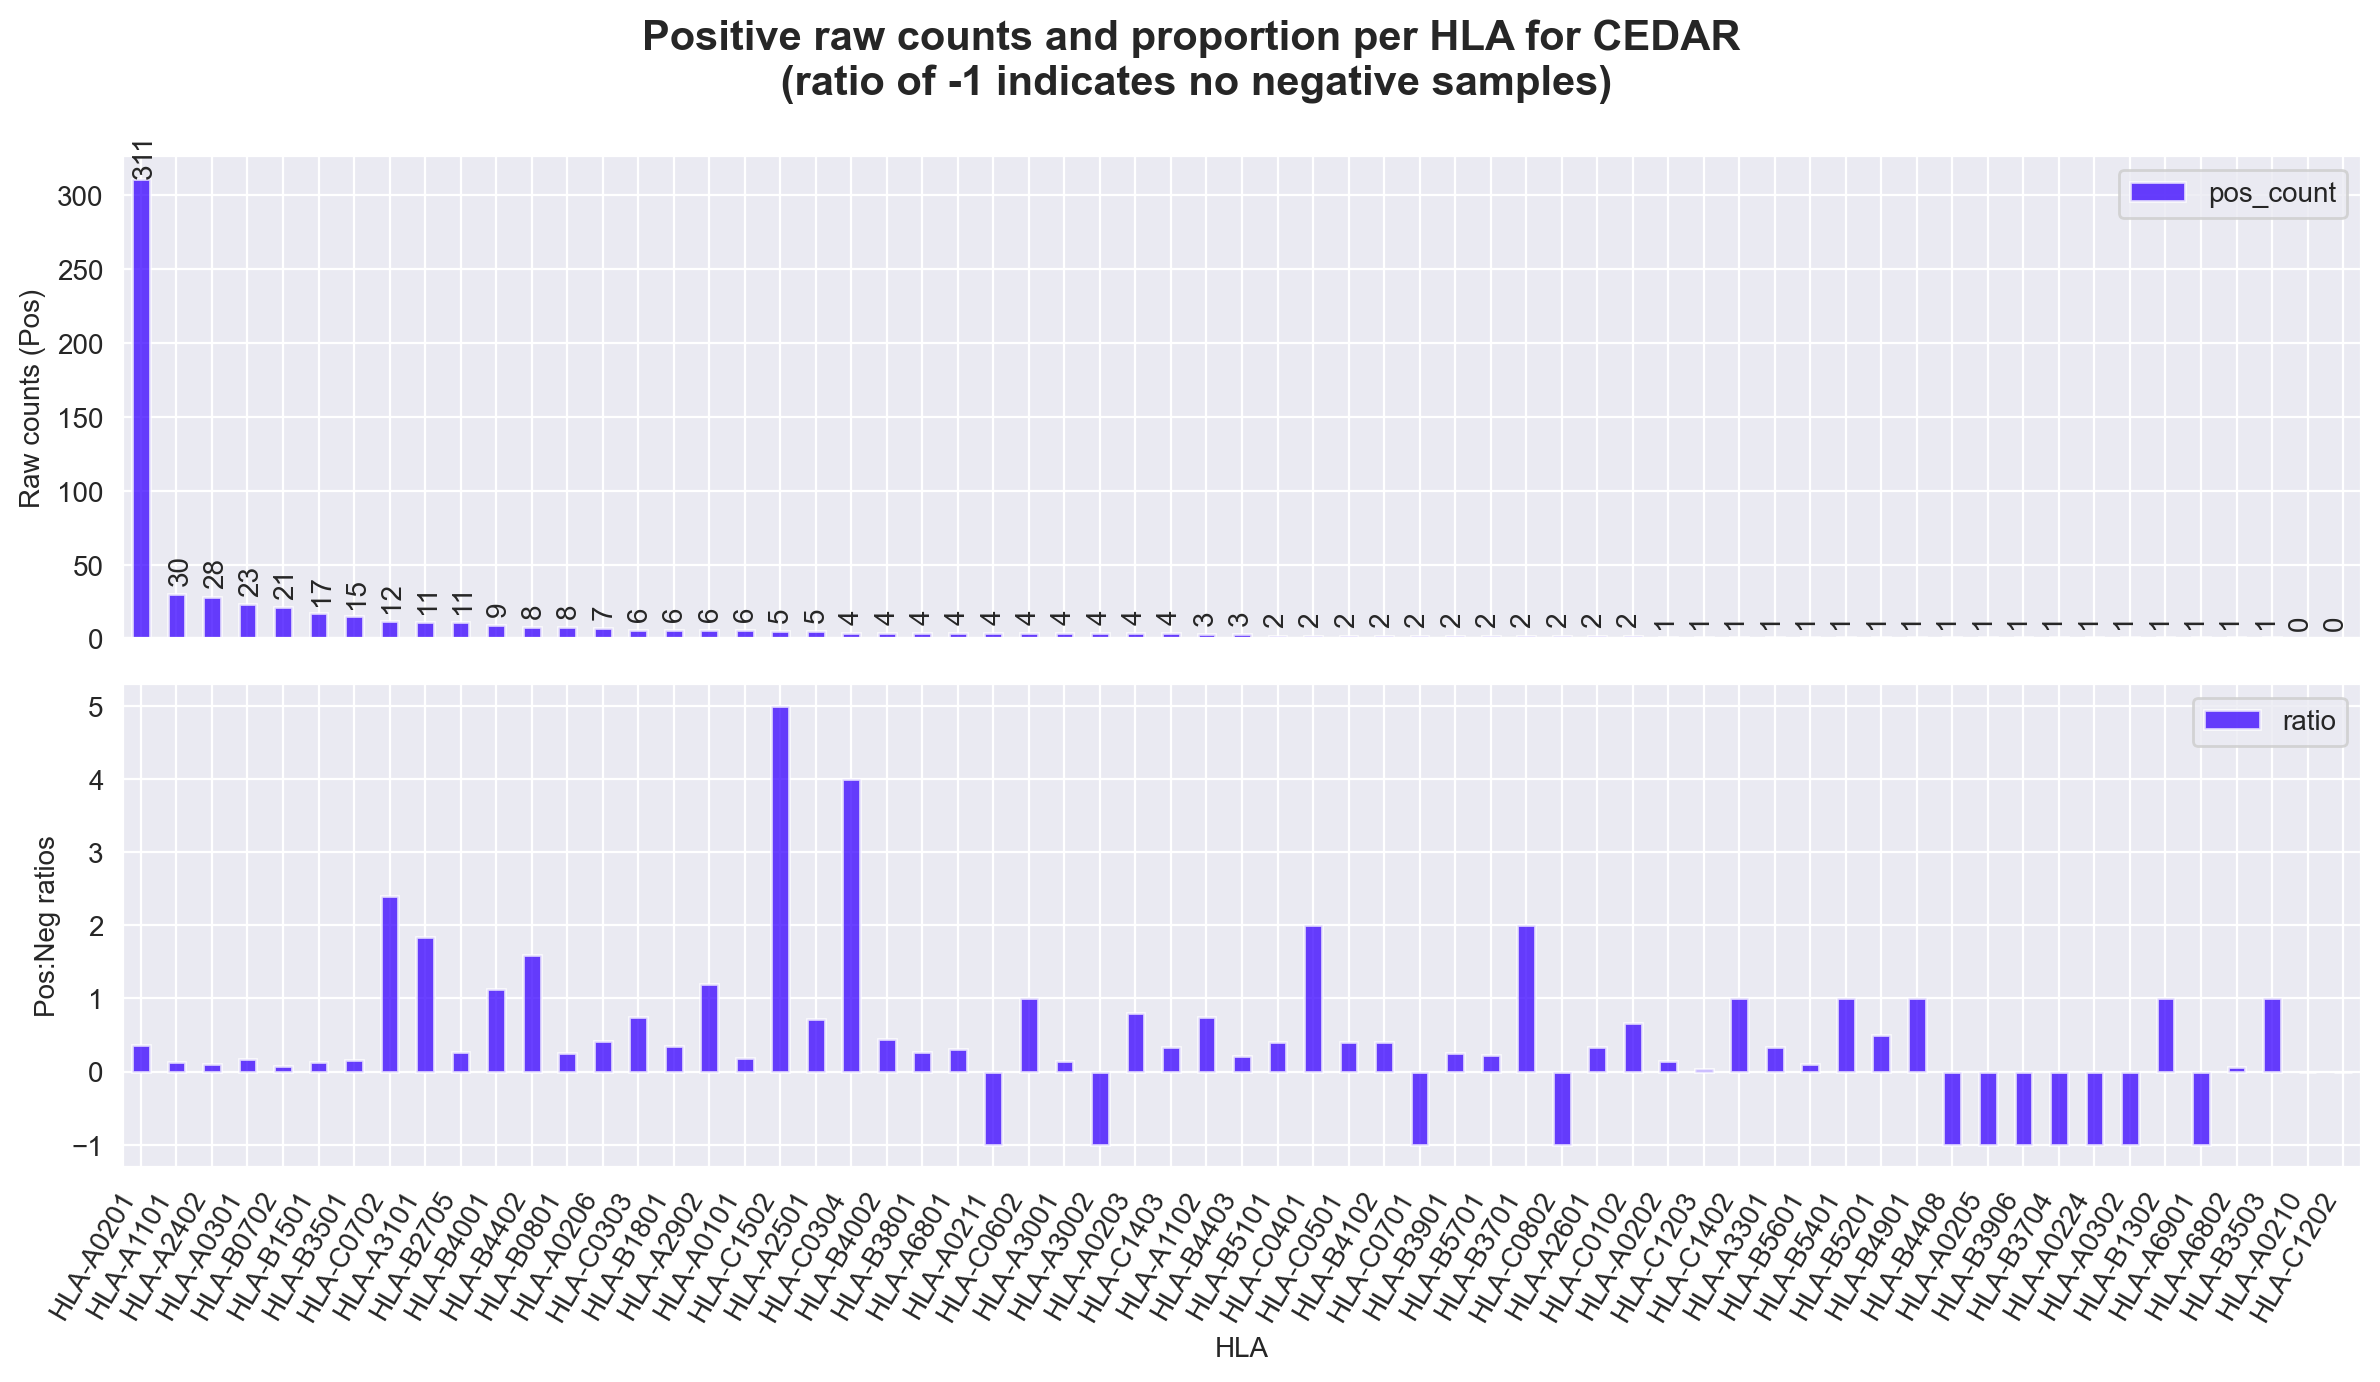 Positive raw counts and proportion per HLA for CEDAR
(ratio of -1 indicates no negative samples)
Raw counts (Pos)
300
250
200
150
100
50
0
311 30 28 23 21 17 15 12 11 11 9 8 8 7 6 6 6 6 5 5 4 4 4 4 4 4 4 4 4 4 3 3 2 2 2 2 2 2 2 2 2 2 2 1 1 1 1 1 1 1 1 1 1 1 1 1 1 1 1 1 1 0 0
pos_count
Pos:Neg ratios
5
4
3
2
1
0
−1
ratio
HLA-A0201
HLA-A1101
HLA-A2402
HLA-A0301
HLA-B0702
HLA-B1501
HLA-B3501
HLA-C0702
HLA-A3101
HLA-B2705
HLA-B4001
HLA-B4402
HLA-B0801
HLA-A0206
HLA-C0303
HLA-B1801
HLA-A2902
HLA-A0101
HLA-C1502
HLA-A2501
HLA-C0304
HLA-B4002
HLA-B3801
HLA-A6801
HLA-A0211
HLA-C0602
HLA-A3001
HLA-A3002
HLA-A0203
HLA-C1403
HLA-A1102
HLA-B4403
HLA-B5101
HLA-C0401
HLA-C0501
HLA-B4102
HLA-C0701
HLA-B3901
HLA-B5701
HLA-B3701
HLA-C0802
HLA-A2601
HLA-C0102
HLA-A0202
HLA-C1203
HLA-C1402
HLA-A3301
HLA-B5601
HLA-B5401
HLA-B5201
HLA-B4901
HLA-B4408
HLA-A0205
HLA-B3906
HLA-B3704
HLA-A0224
HLA-A0302
HLA-B1302
HLA-A6901
HLA-A6802
HLA-B3503
HLA-A0210
HLA-C1202
HLA